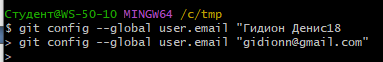 Студент@WS-50-10 MINGW64 /c/tmp
$ git config --global user.email "Гидион Денис18
> git config --global user.email "gidionn@gmail.com"
>